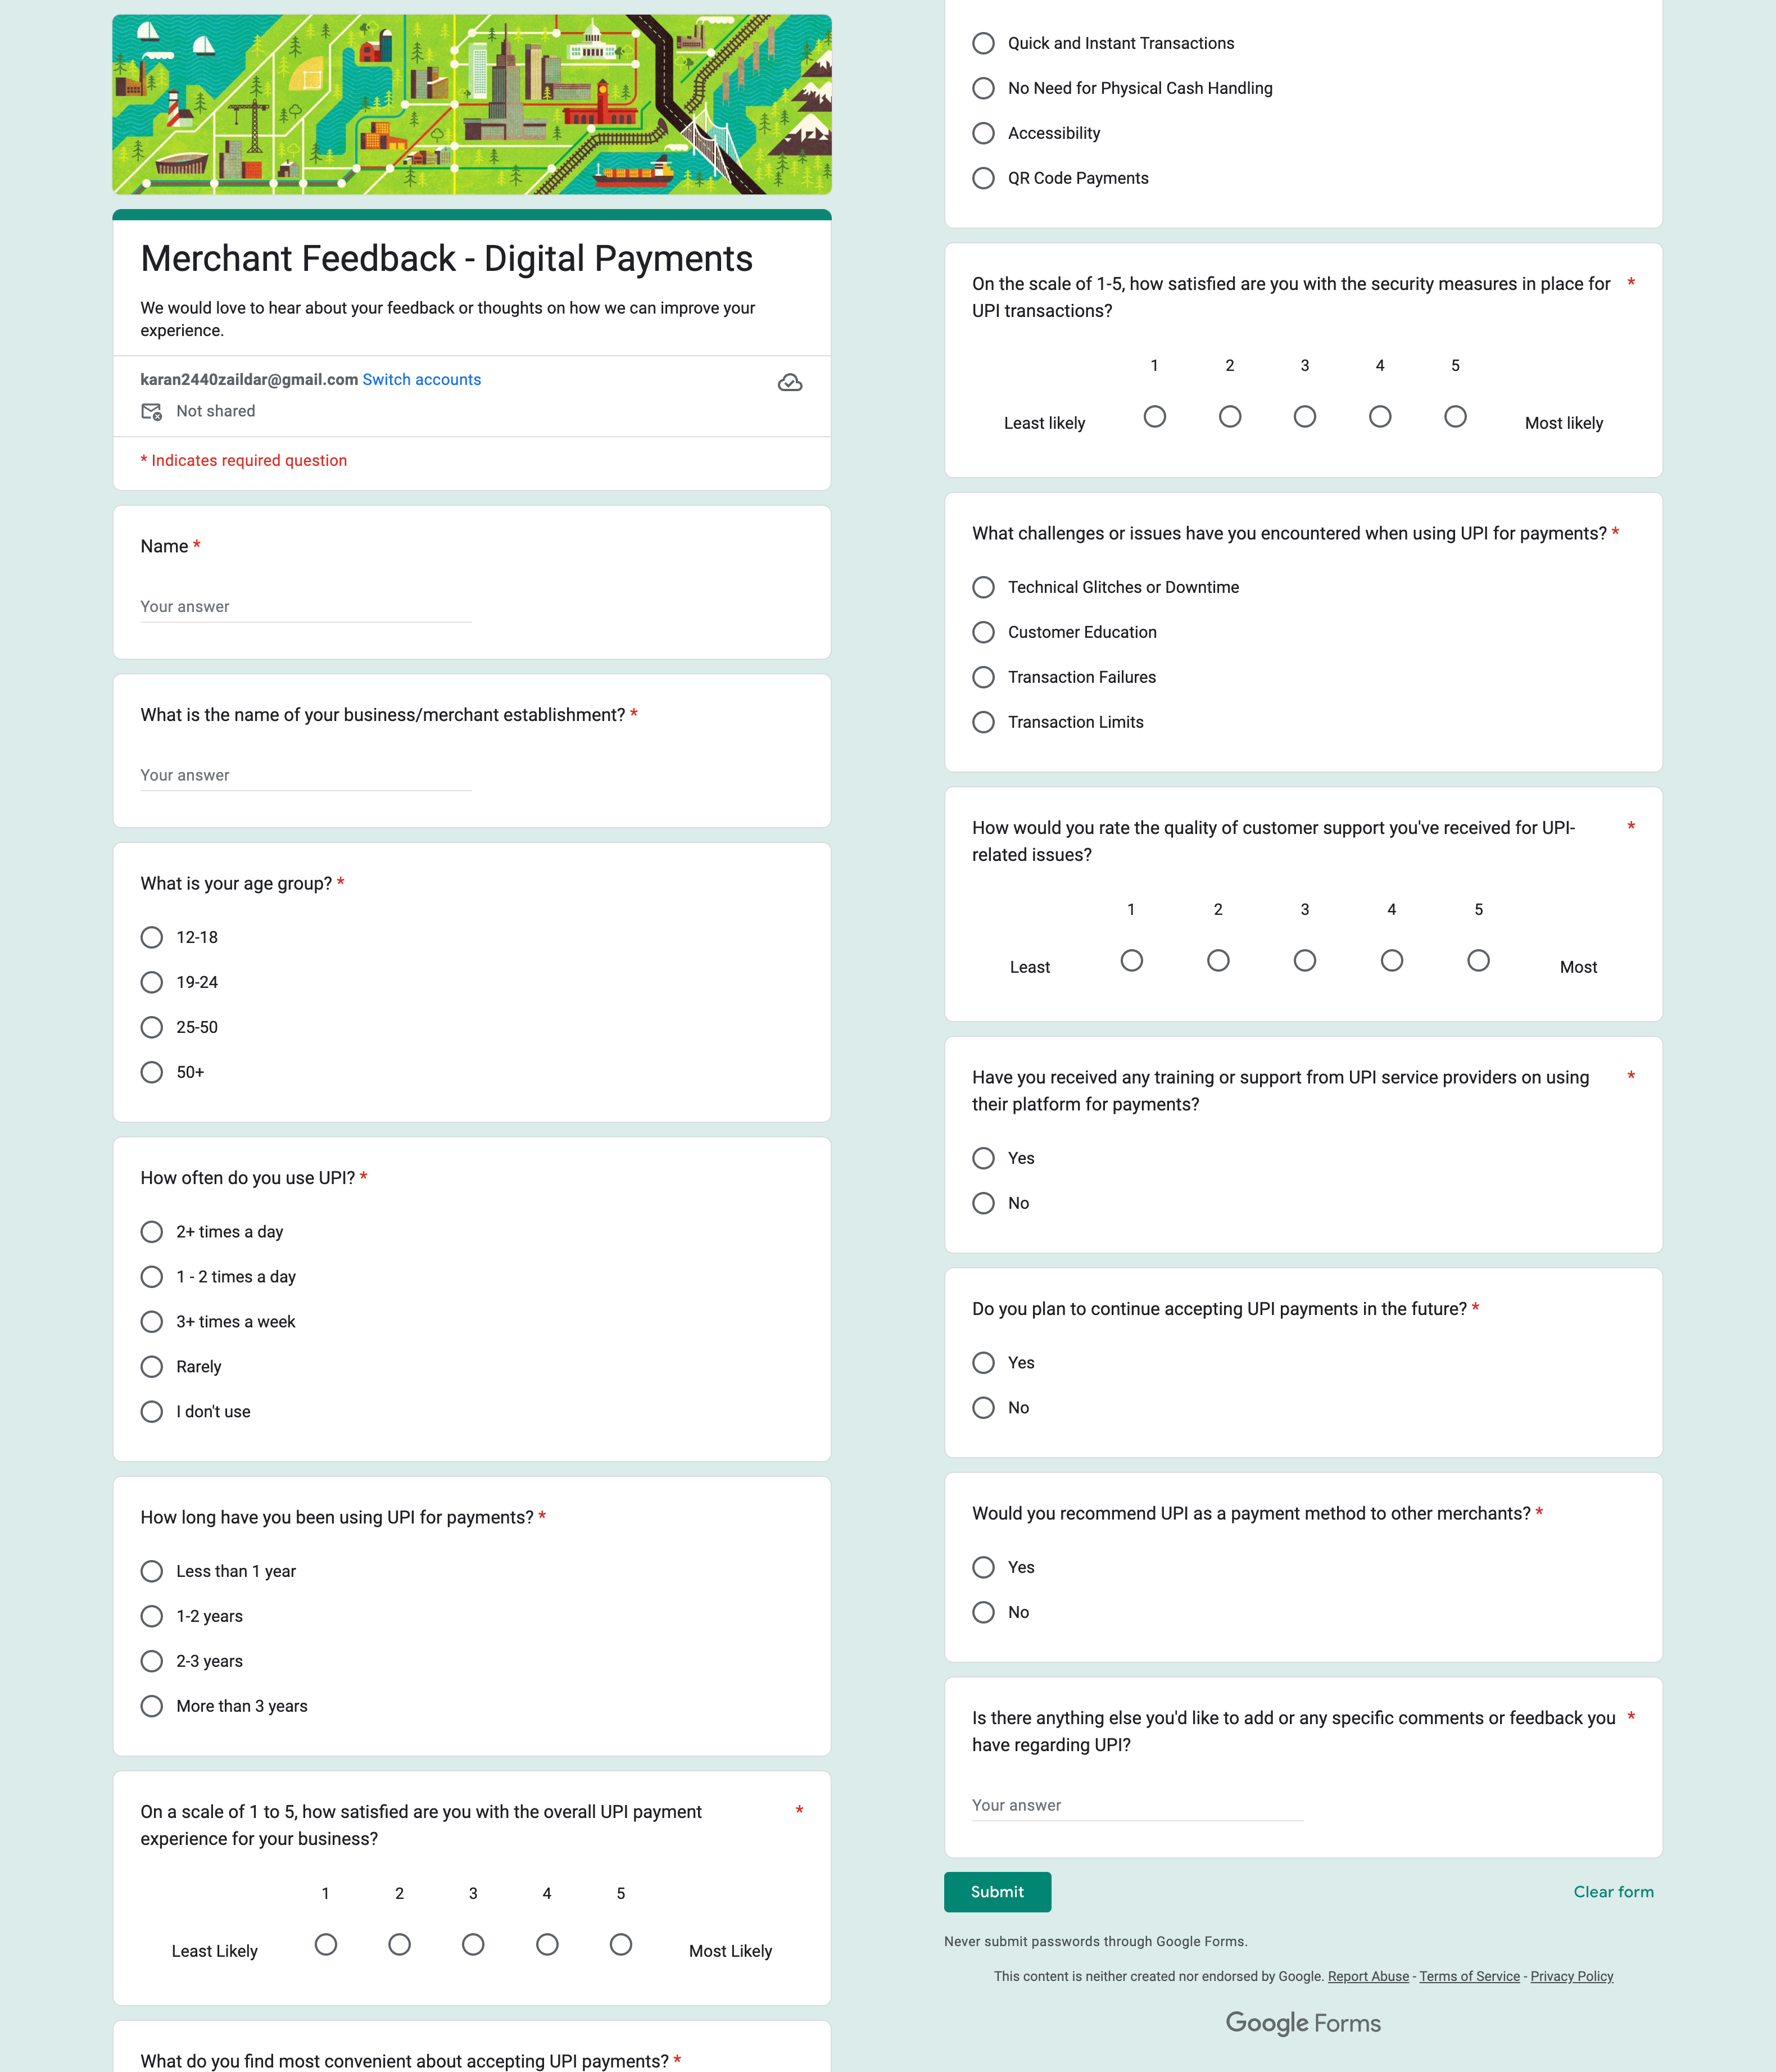 Merchant Feedback - Digital Payments
We would love to hear about your feedback or thoughts on how we can improve your
experience.
karan2440zaildar@gmail.com Switch accounts
Not shared
* Indicates required question
Name *
Your answer
What is the name of your business/merchant establishment? *
Your answer
What is your age group? *
12-18
19-24
25-50
50+
How often do you use UPI? *
2+ times a day
1 - 2 times a day
3+ times a week
Rarely
I don't use
How long have you been using UPI for payments? *
Less than 1 year
1-2 years
2-3 years
More than 3 years
On a scale of 1 to 5, how satisfied are you with the overall UPI payment *
experience for your business?
1 2 3 4 5
Least Likely Most Likely
What do you find most convenient about accepting UPI payments? *
Quick and Instant Transactions
No Need for Physical Cash Handling
Accessibility
QR Code Payments
On the scale of 1-5, how satisfied are you with the security measures in place for *
UPI transactions?
1 2 3 4 5
Least likely Most likely
What challenges or issues have you encountered when using UPI for payments? *
Technical Glitches or Downtime
Customer Education
Transaction Failures
Transaction Limits
How would you rate the quality of customer support you've received for UPI- *
related issues?
1 2 3 4 5
Least Most
Have you received any training or support from UPI service providers on using *
their platform for payments?
Yes
No
Do you plan to continue accepting UPI payments in the future? *
Yes
No
Would you recommend UPI as a payment method to other merchants? *
Yes
No
Is there anything else you'd like to add or any specific comments or feedback you *
have regarding UPI?
Your answer
Submit Clear form
Never submit passwords through Google Forms.
This content is neither created nor endorsed by Google. Report Abuse - Terms of Service - Privacy Policy
Google Forms